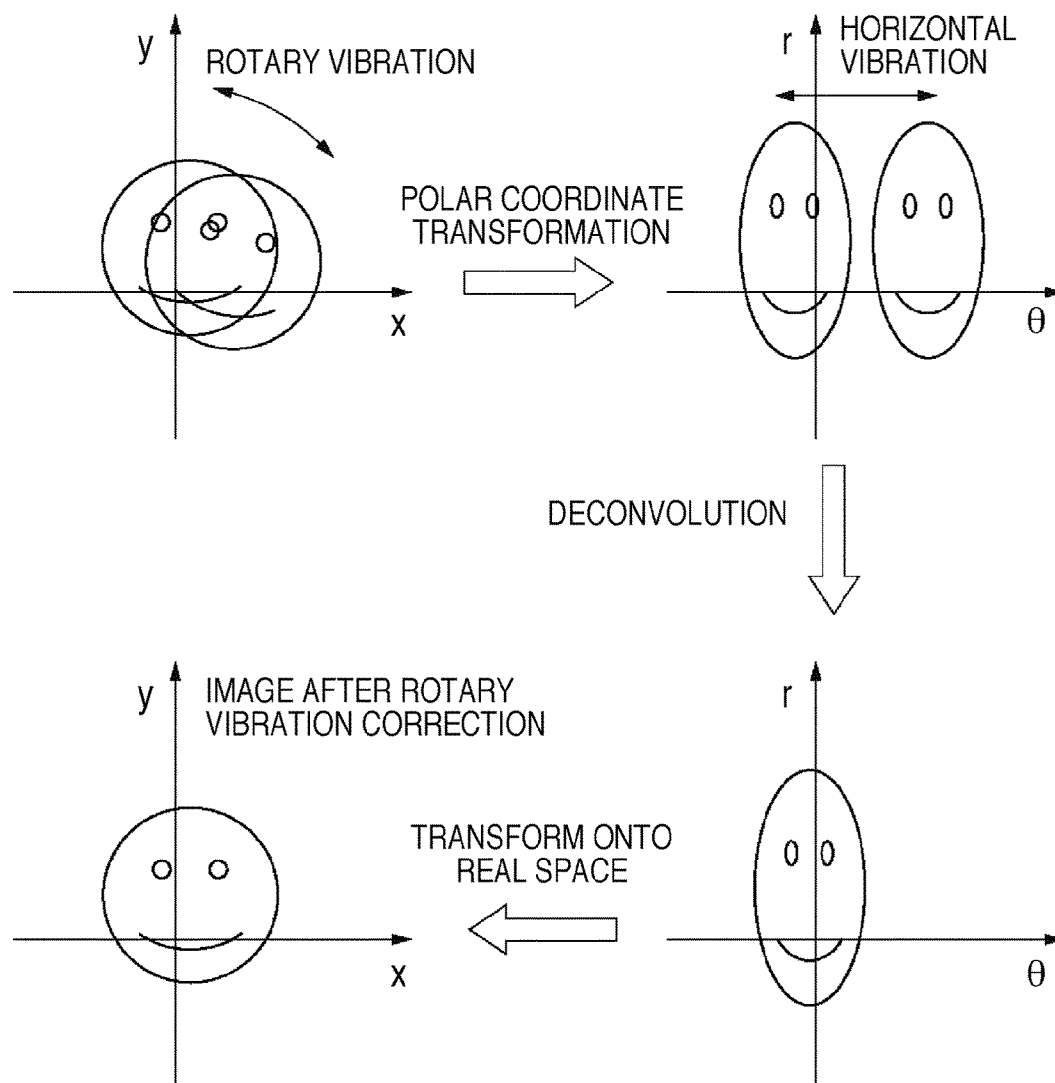 y
ROTARY VIBRATION
x
r
HORIZONTAL
VIBRATION
θ
POLAR COORDINATE
TRANSFORMATION
DECONVOLUTION
y
IMAGE AFTER ROTARY
VIBRATION CORRECTION
x
r
θ
TRANSFORM ONTO
REAL SPACE